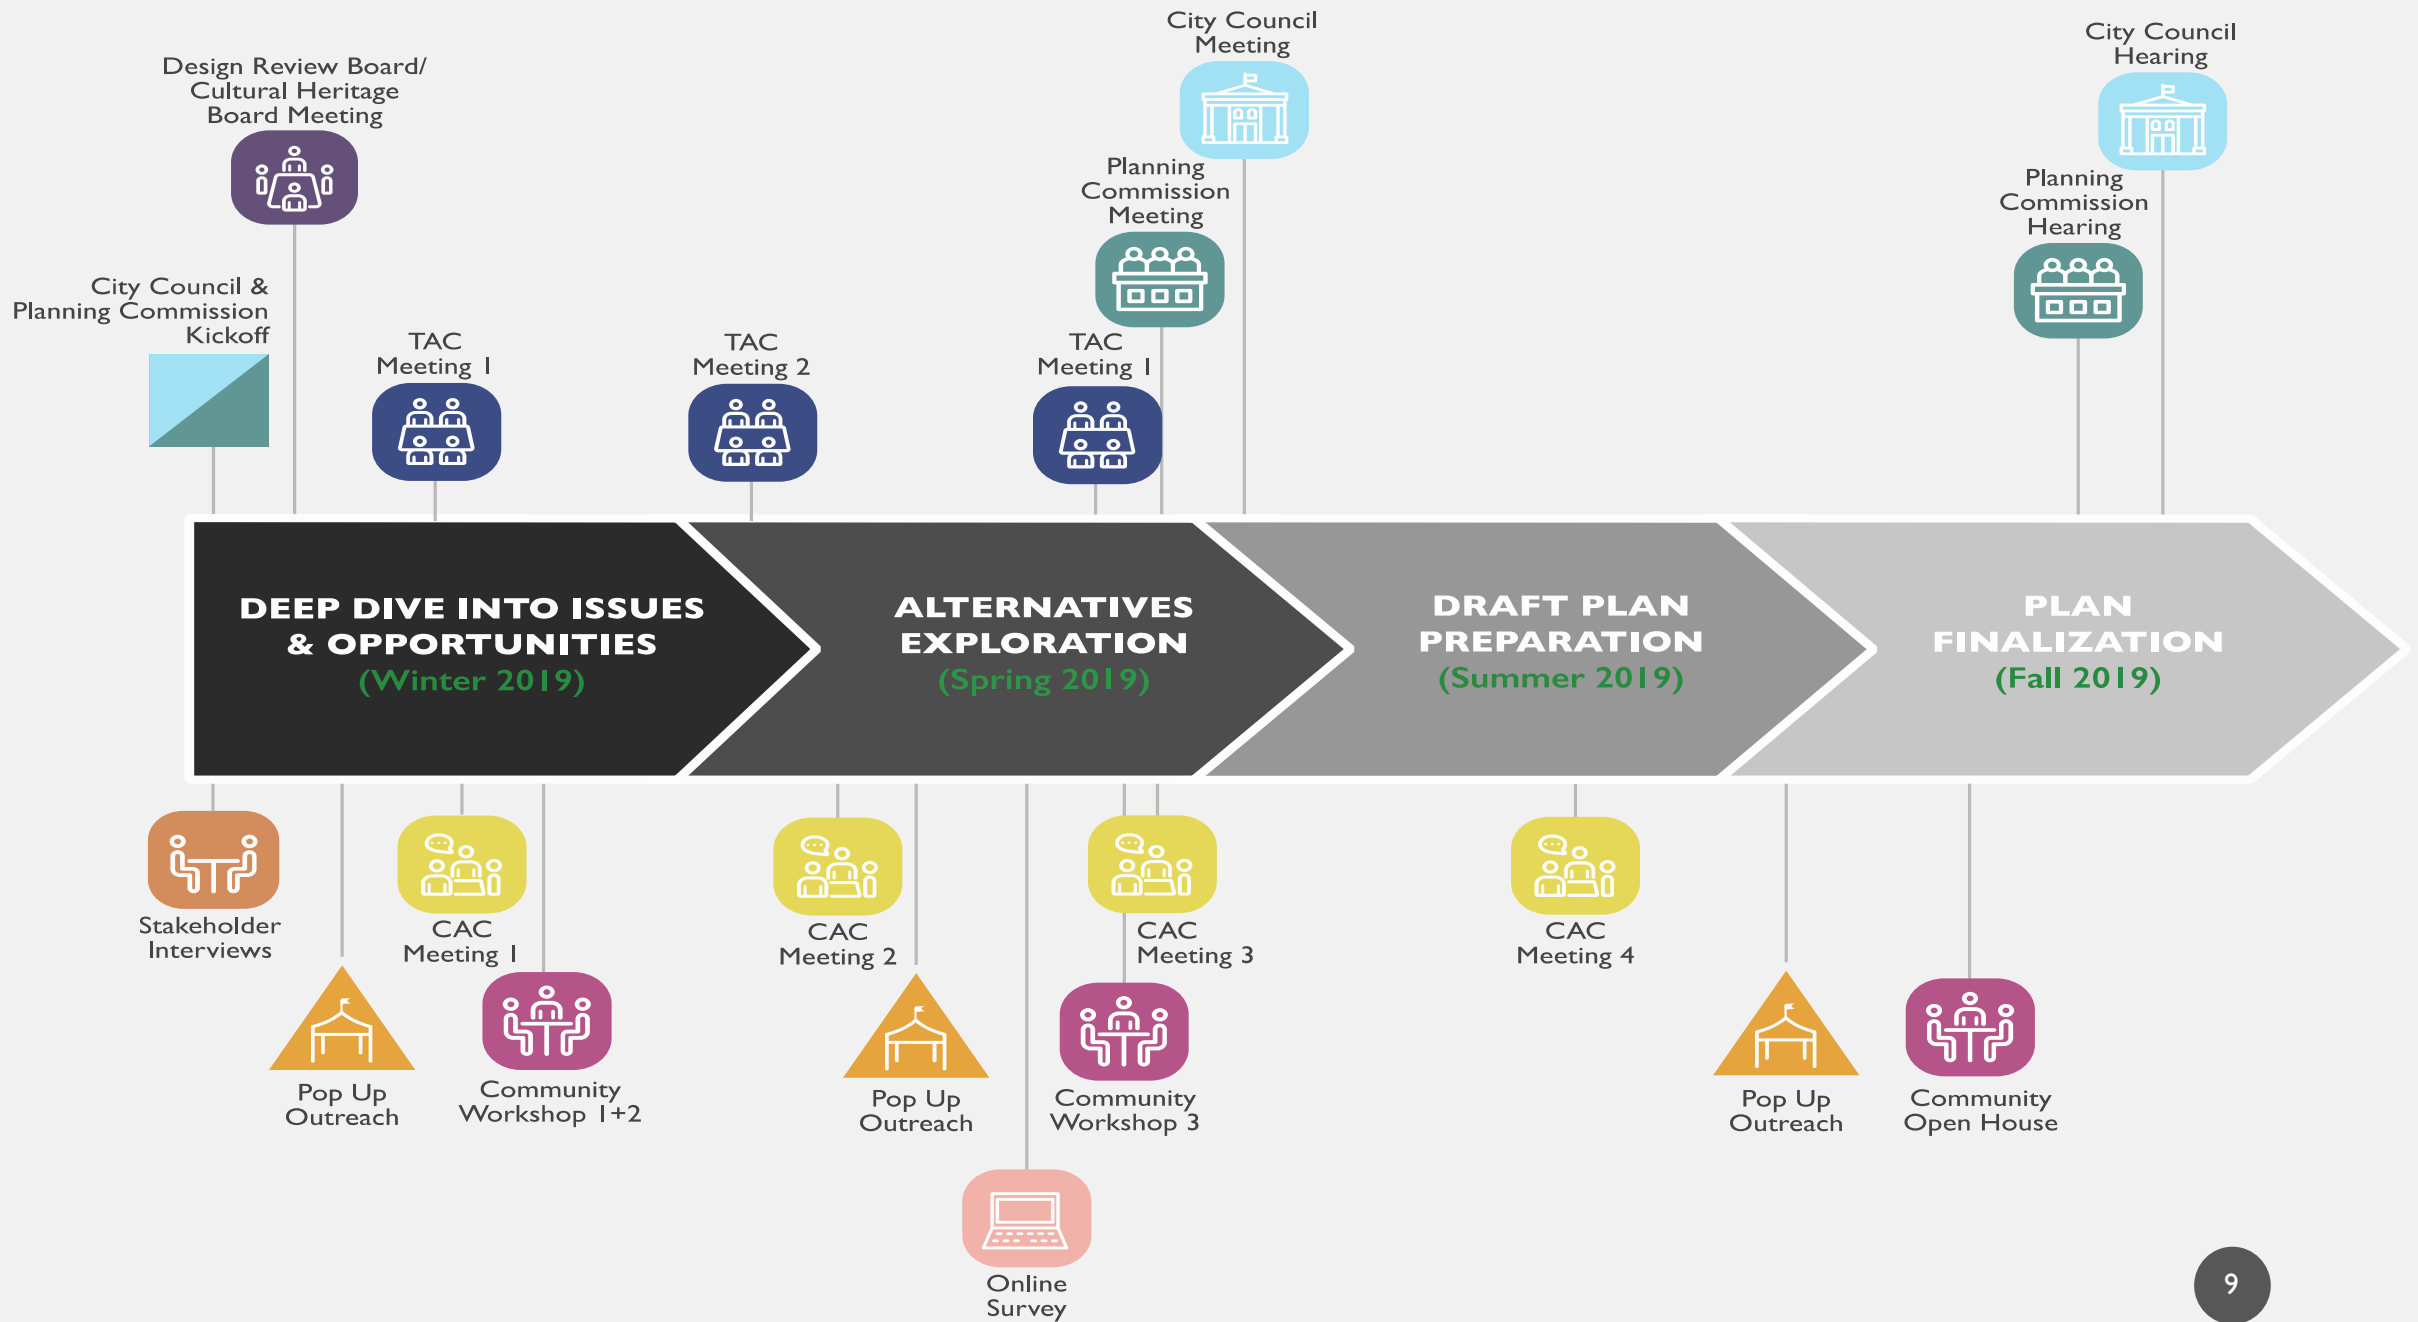 City Council
Meeting
City Council
Hearing
Design Review Board/
Cultural Heritage
Board Meeting
Planning
Commission
Meeting
Planning
Commission
Hearing
City Council &
Planning Commission
Kickoff
TAC
Meeting 1
TAC
Meeting 2
TAC
Meeting 1
DEEP DIVE INTO ISSUES
& OPPORTUNITIES
(Winter 2019)
ALTERNATIVES
EXPLORATION
(Spring 2019)
DRAFT PLAN
PREPARATION
(Summer 2019)
PLAN
FINALIZATION
(Fall 2019)
Stakeholder
Interviews
CAC
Meeting 1
CAC
Meeting 2
CAC
Meeting 3
CAC
Meeting 4
Pop Up
Outreach
Community
Workshop 1+2
Pop Up
Outreach
Community
Workshop 3
Pop Up
Outreach
Community
Open House
Online
Survey
9